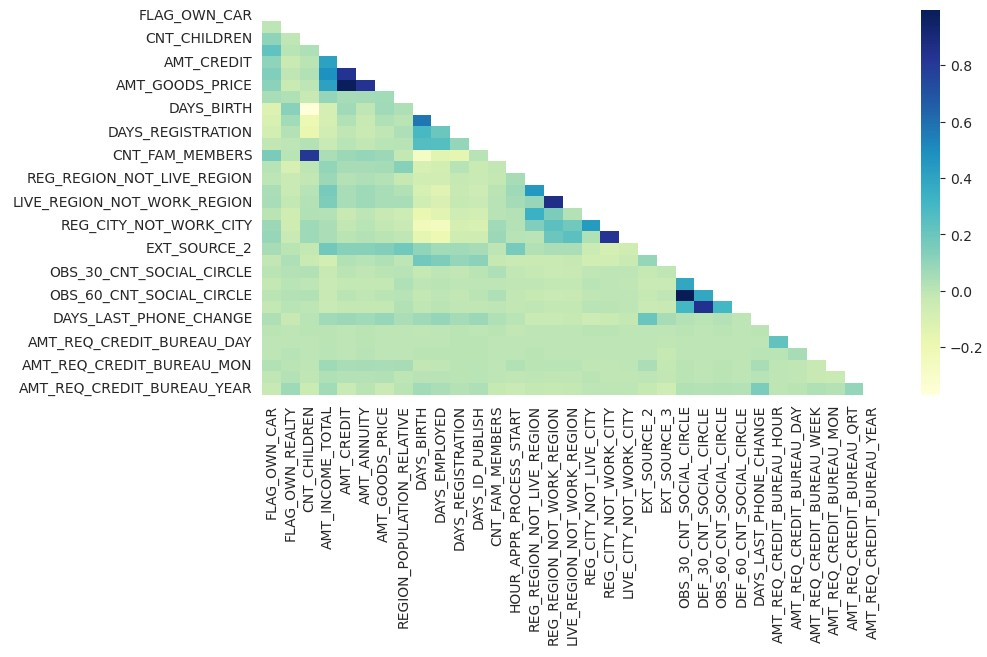 FLAG_OWN_CAR
CNT_CHILDREN
AMT_CREDIT
AMT_GOODS_PRICE
DAYS_BIRTH
DAYS_REGISTRATION
CNT_FAM_MEMBERS
REG_REGION_NOT_LIVE_REGION
LIVE_REGION_NOT_WORK_REGION
REG_CITY_NOT_WORK_CITY
EXT_SOURCE_2
OBS_30_CNT_SOCIAL_CIRCLE
OBS_60_CNT_SOCIAL_CIRCLE
DAYS_LAST_PHONE_CHANGE
AMT_REQ_CREDIT_BUREAU_DAY
AMT_REQ_CREDIT_BUREAU_MON
AMT_REQ_CREDIT_BUREAU_YEAR
FLAG_OWN_CAR
FLAG_OWN_REALTY
CNT_CHILDREN
AMT_INCOME_TOTAL
AMT_CREDIT
AMT_ANNUITY
AMT_GOODS_PRICE
REGION_POPULATION_RELATIVE
DAYS_BIRTH
DAYS_EMPLOYED
DAYS_REGISTRATION
DAYS_ID_PUBLISH
CNT_FAM_MEMBERS
HOUR_APPR_PROCESS_START
REG_REGION_NOT_LIVE_REGION
REG_REGION_NOT_WORK_REGION
LIVE_REGION_NOT_WORK_REGION
REG_CITY_NOT_LIVE_CITY
REG_CITY_NOT_WORK_CITY
LIVE_CITY_NOT_WORK_CITY
EXT_SOURCE_2
EXT_SOURCE_3
OBS_30_CNT_SOCIAL_CIRCLE
DEF_30_CNT_SOCIAL_CIRCLE
OBS_60_CNT_SOCIAL_CIRCLE
DEF_60_CNT_SOCIAL_CIRCLE
DAYS_LAST_PHONE_CHANGE
AMT_REQ_CREDIT_BUREAU_HOUR
AMT_REQ_CREDIT_BUREAU_DAY
AMT_REQ_CREDIT_BUREAU_WEEK
AMT_REQ_CREDIT_BUREAU_MON
AMT_REQ_CREDIT_BUREAU_QRT
AMT_REQ_CREDIT_BUREAU_YEAR
0.8
0.6
0.4
0.2
0.0
−0.2